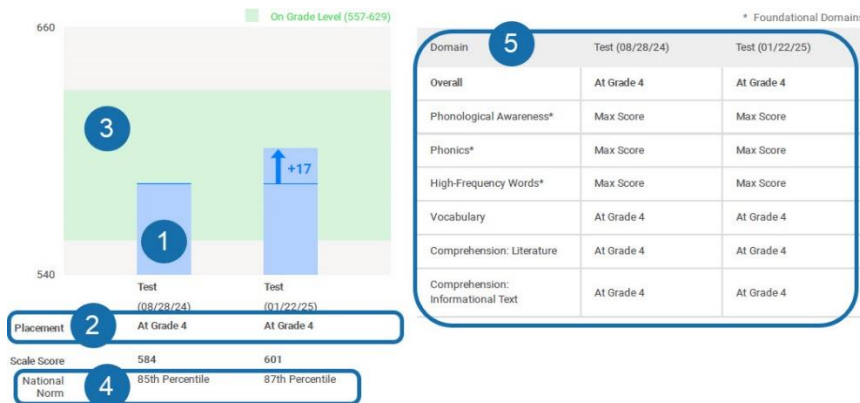 On Grade Level (557-629)
660
3
+17
1
540
Test
(08/28/24)
Test
(01/22/25)
Placement 2 At Grade 4 At Grade 4
Scale Score 584 601
National
Norm 4 85th Percentile 87th Percentile
* Foundational Domains
Domain 5 Test (08/28/24) Test (01/22/25)
Overall At Grade 4 At Grade 4
Phonological Awareness* Max Score Max Score
Phonics* Max Score Max Score
High-Frequency Words* Max Score Max Score
Vocabulary At Grade 4 At Grade 4
Comprehension: Literature At Grade 4 At Grade 4
Comprehension:
Informational Text At Grade 4 At Grade 4